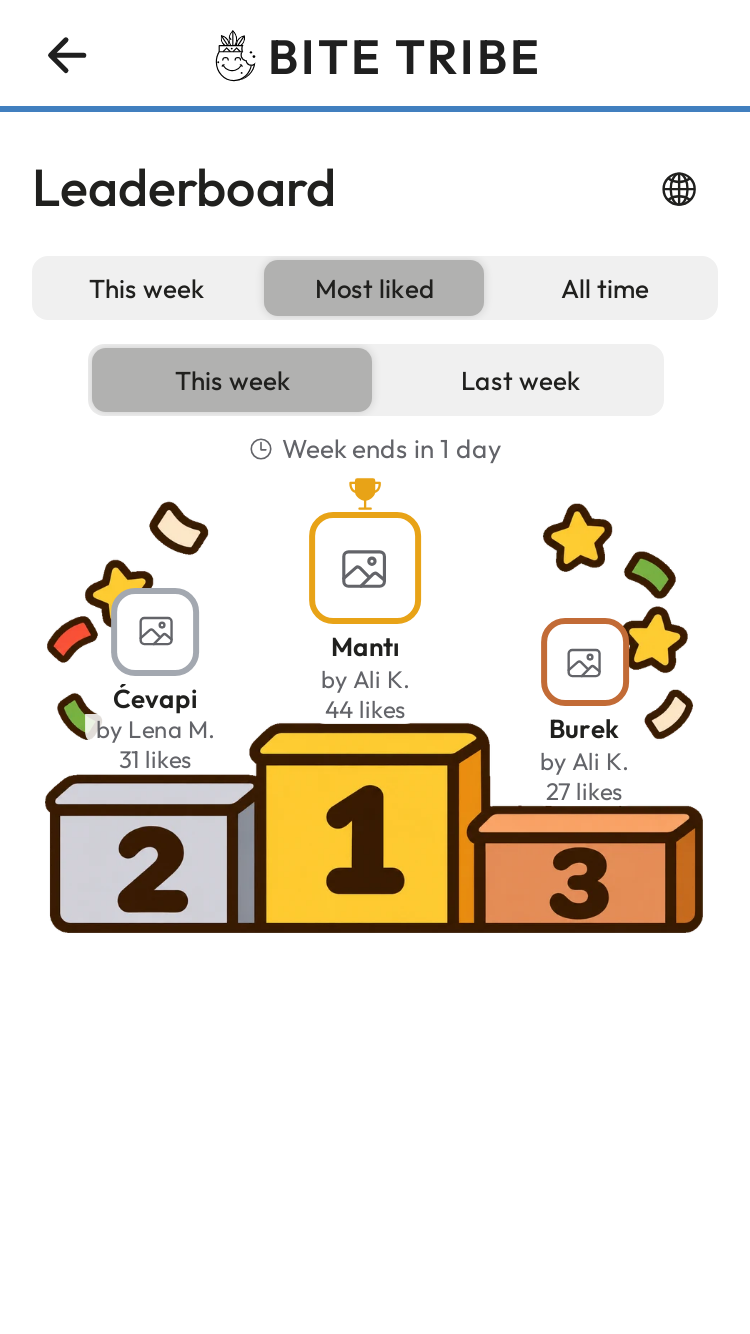 BITE TRIBE
Leaderboard
This week
Most liked
All time
This week
Last week
Week ends in 1 day
Mantı
by Ali K.
44 likes
Ćevapi
by Lena M.
31 likes
Burek
by Ali K.
27 likes
1
2
3